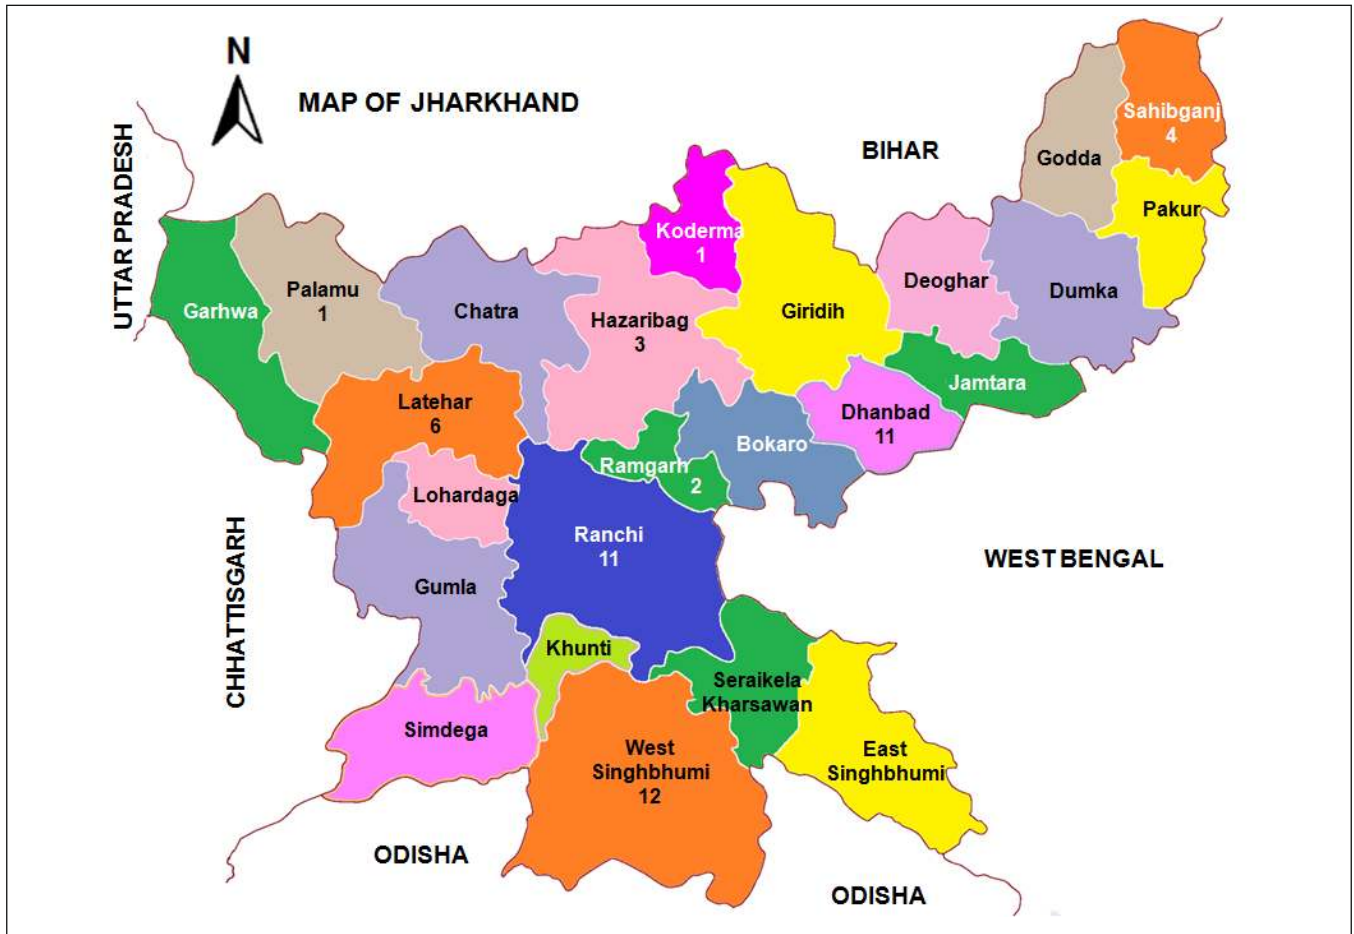 N
MAP OF JHARKHAND
BIHAR
UTTAR PRADESH
Sahibganj
4
Godda
Pakur
Koderma
1
Garhwa
Palamu
1
Chatra
Hazaribag
3
Giridih
Deoghar
Dumka
Latehar
6
Jamtara
Dhanbad
11
Bokaro
Ramgarh
2
Lohardaga
Ranchi
11
WEST BENGAL
CHHATTISGARH
Gumla
Khunti
Seraikela
Kharsawan
Simdega
West
Singhbhumi
12
East
Singhbhumi
ODISHA
ODISHA